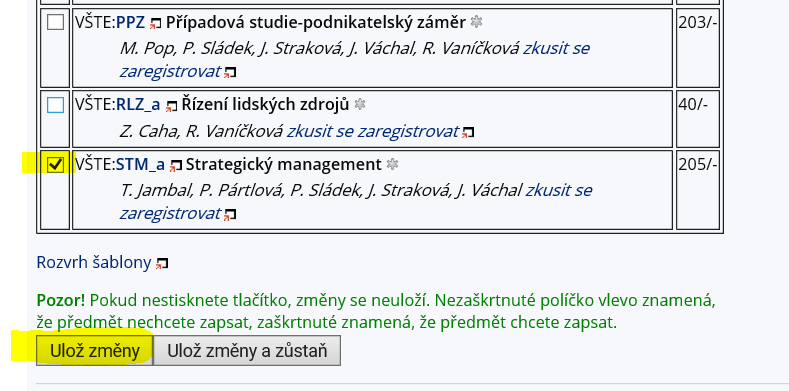 VŠTE:PPZ Případová studie-podnikatelský záměr 203/-
M. Pop, P. Sládek, J. Straková, J. Váchal, R. Vaníčková zkusit se
zaregistrovat
VŠTE:RLZ_a Řízení lidských zdrojů 40/-
Z. Caha, R. Vaníčková zkusit se zaregistrovat
VŠTE:STM_a Strategický management 205/-
T. Jambal, P. Pártlová, P. Sládek, J. Straková, J. Váchal zkusit se
zaregistrovat
Rozvrh šablony
Pozor! Pokud nestisknete tlačítko, změny se neuloží. Nezaškrtnuté políčko vlevo znamená,
že předmět nechcete zapsat, zaškrtnuté znamená, že předmět chcete zapsat.
Ulož změny Ulož změny a zůstaň